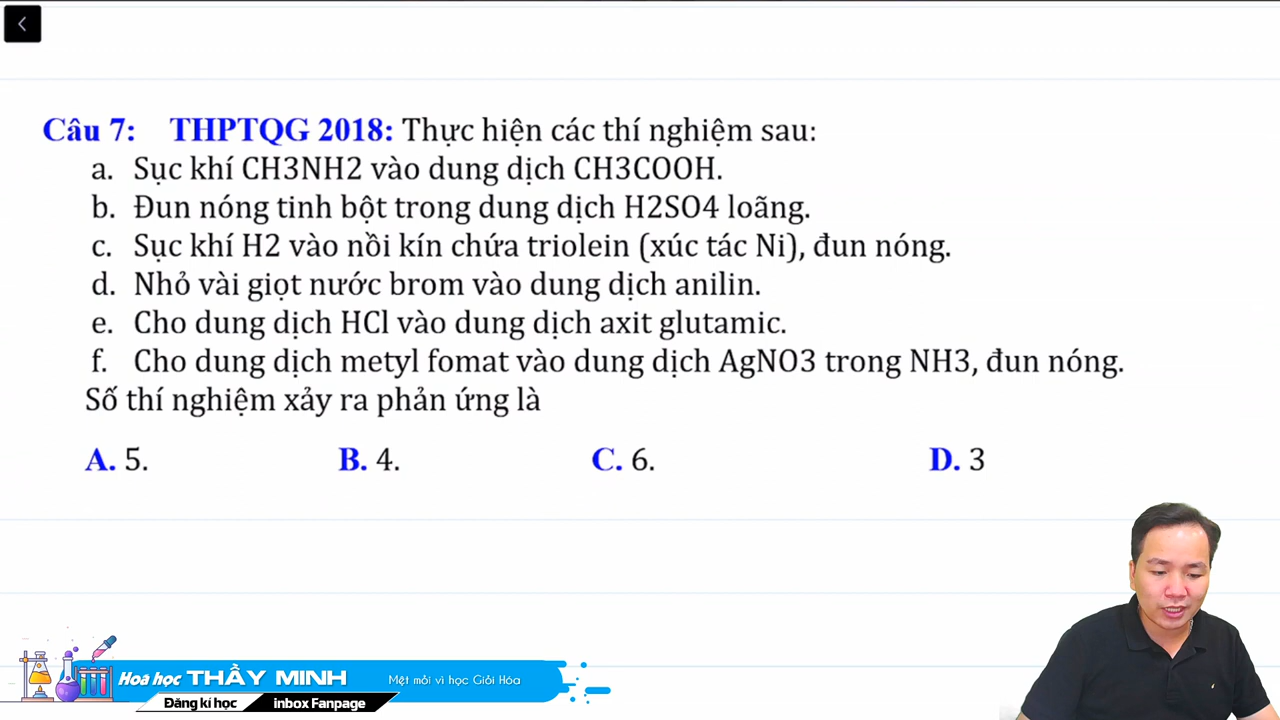 Câu 7: THPTQG 2018: Thực hiện các thí nghiệm sau:
a. Sục khí CH3NH2 vào dung dịch CH3COOH.
b. Đun nóng tinh bột trong dung dịch H2SO4 loãng.
c. Sục khí H2 vào nồi kín chứa triolein (xúc tác Ni), đun nóng.
d. Nhỏ vài giọt nước brom vào dung dịch anilin.
e. Cho dung dịch HCl vào dung dịch axit glutamic.
f. Cho dung dịch metyl fomat vào dung dịch AgNO3 trong NH3, đun nóng.
Số thí nghiệm xảy ra phản ứng là
A. 5. B. 4. C. 6. D. 3
Hoá học THẦY MINH Mệt mỏi vì học Giỏi Hóa
Đăng kí học inbox Fanpage